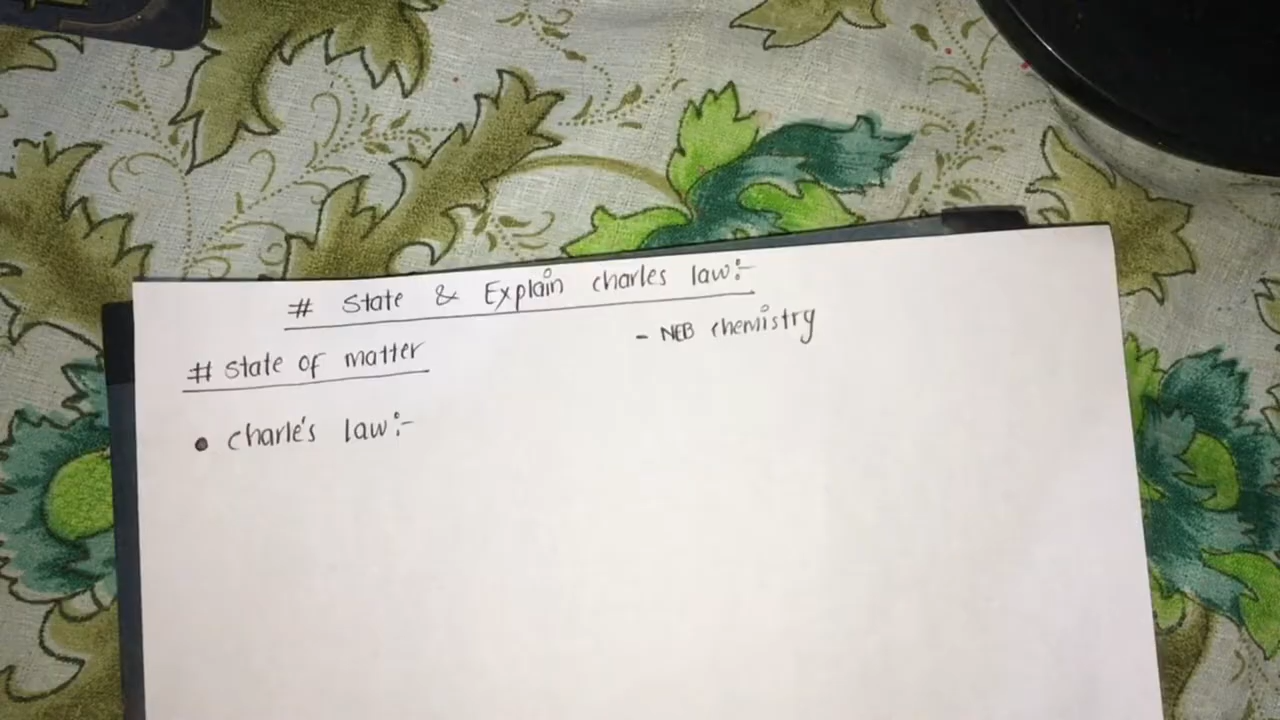 # State & Explain charles law:-
- NEB chemistry
# state of matter
• charle's law:-